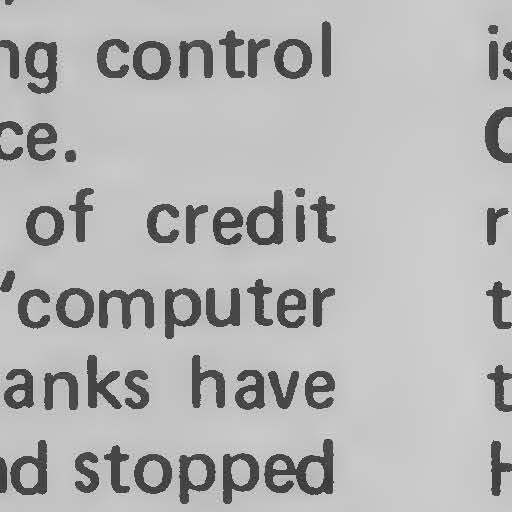 ng control
ce.
of credit
"computer
anks have
nd stopped
is
r
t
t
H